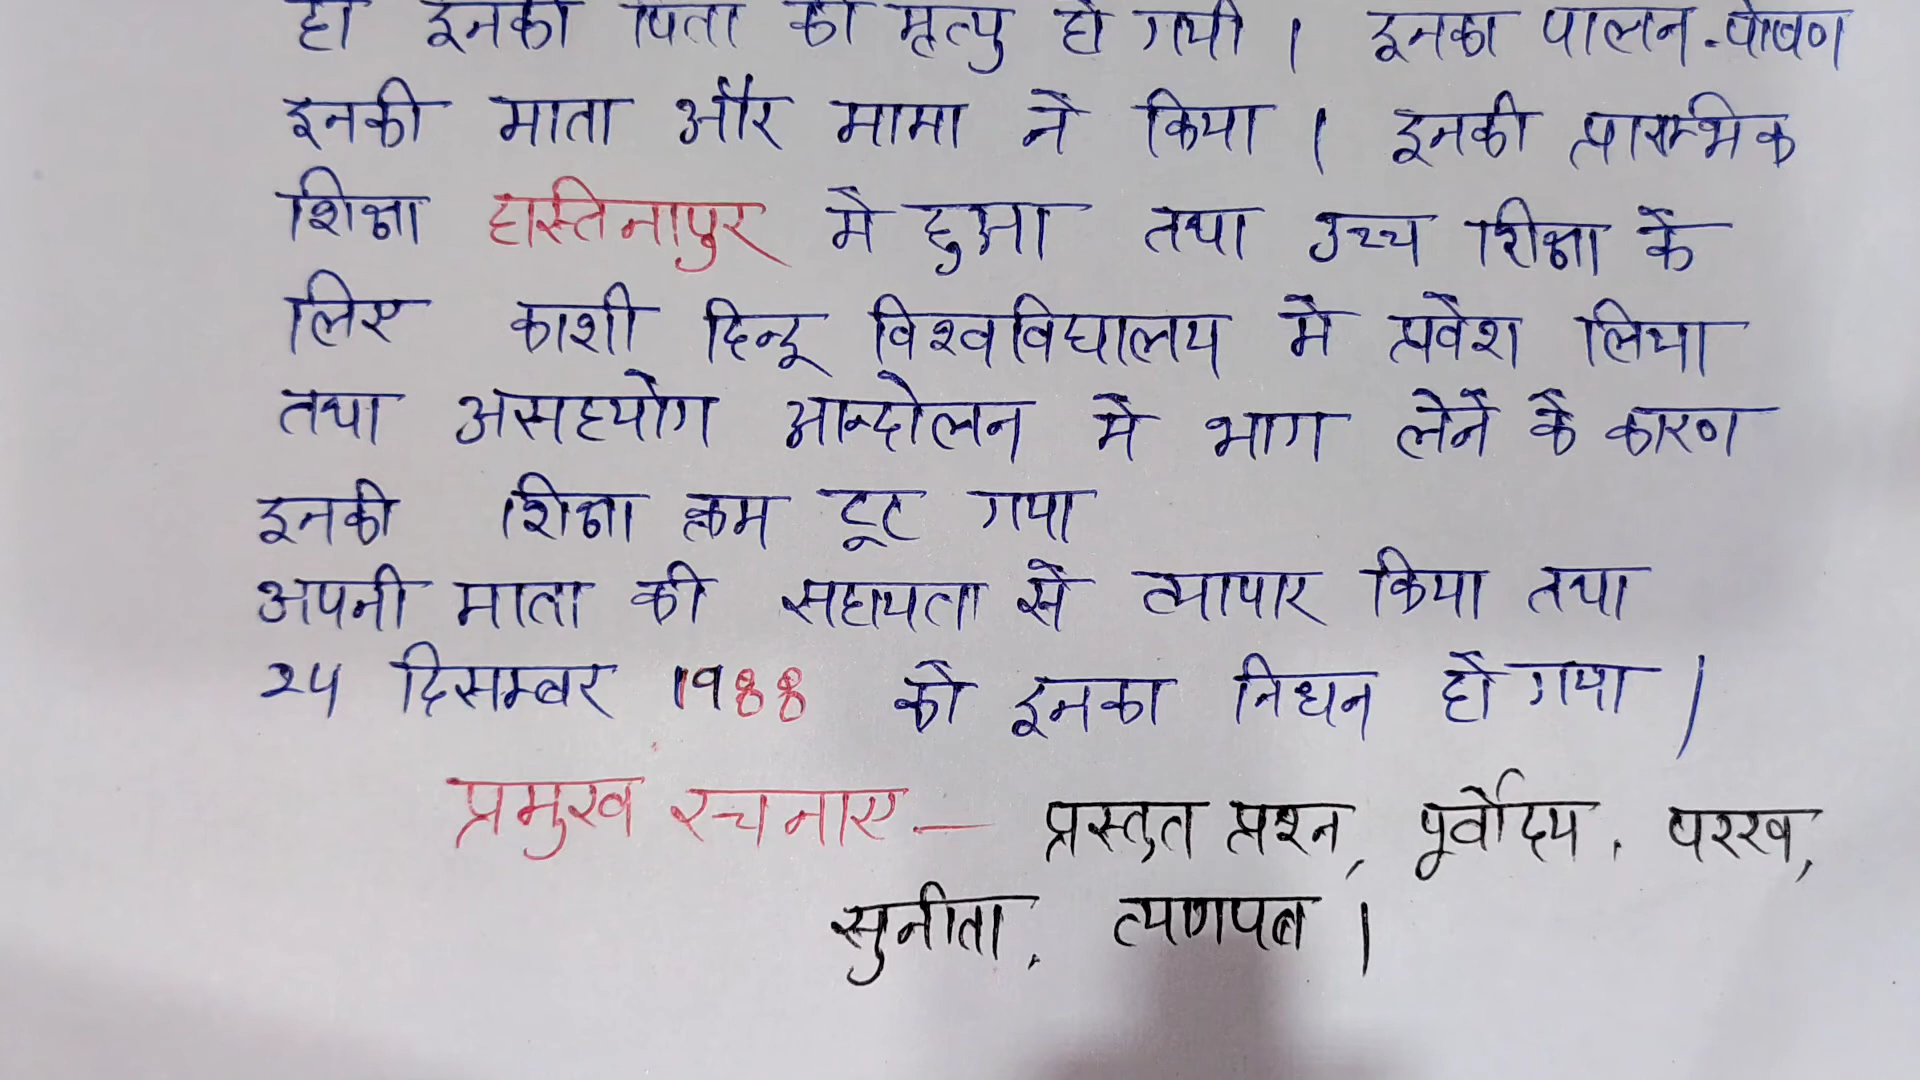 ही इनकी पिता की मृत्यु हो गयी । इनका पालन-पोषण
इनकी माता और मामा ने किया । इनकी प्रारम्भिक
शिक्षा हस्तिनापुर मे हुआ तथा उच्च शिक्षा के
लिए काशी हिन्दू विश्वविद्यालय मे प्रवेश लिया
तथा असहयोग आन्दोलन मे भाग लेने के कारण
इनकी शिक्षा क्रम टूट गया
अपनी माता की सहायता से व्यापार किया तथा
24 दिसम्बर 1988 को इनका निधन हो गया ।
प्रमुख रचनाए — प्रस्तुत प्रश्न, पूर्वोदय, परख,
सुनीता, त्यागपत्र ।